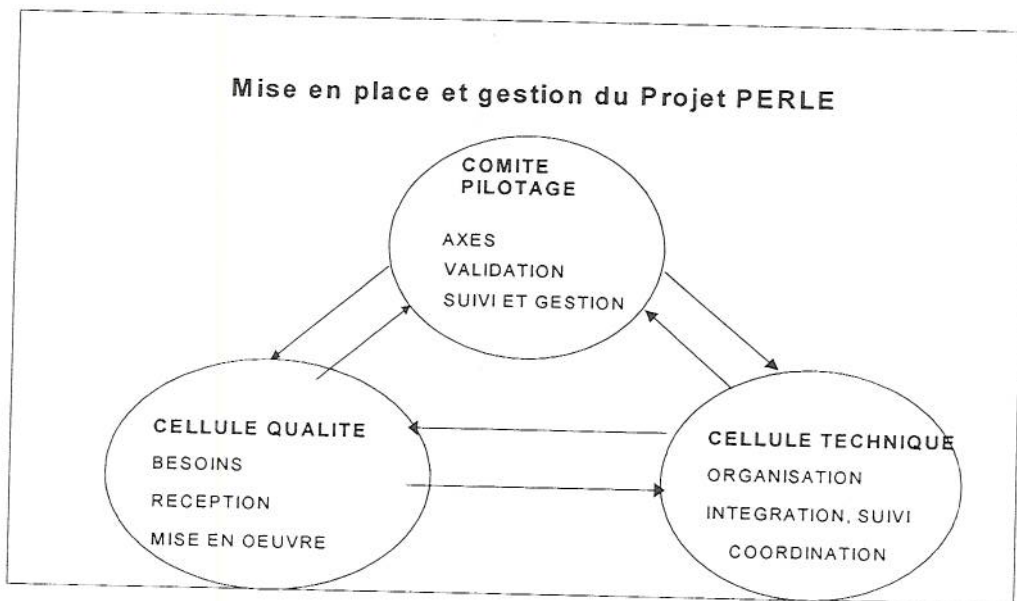 Mise en place et gestion du Projet PERLE
COMITE
PILOTAGE
AXES
VALIDATION
SUIVI ET GESTION
CELLULE QUALITE
BESOINS
RECEPTION
MISE EN OEUVRE
CELLULE TECHNIQUE
ORGANISATION
INTEGRATION, SUIVI
COORDINATION